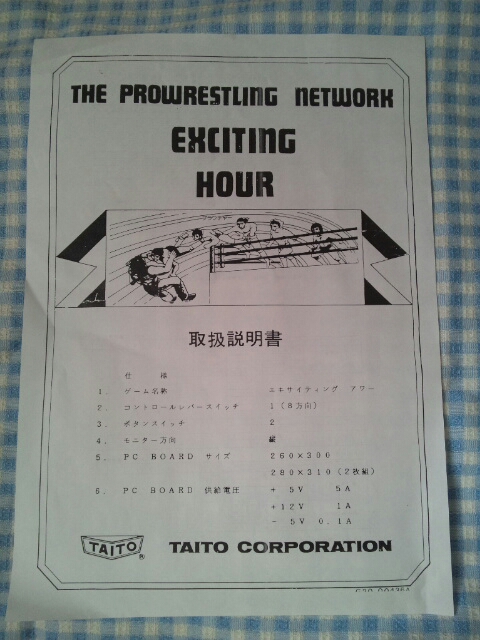 THE PROWRESTLING NETWORK
EXCITING
HOUR
取扱説明書
仕 様
1. ゲーム名称 エキサイティング アワー
2. コントロールレバースイッチ 1(8方向)
3. ボタンスイッチ 2
4. モニター方向 縦
5. PC BOARD サイズ 260×300
280×310(2枚組)
6. PC BOARD 供給電圧 + 5V 5A
+12V 1A
- 5V 0.1A
TAITO ® TAITO CORPORATION